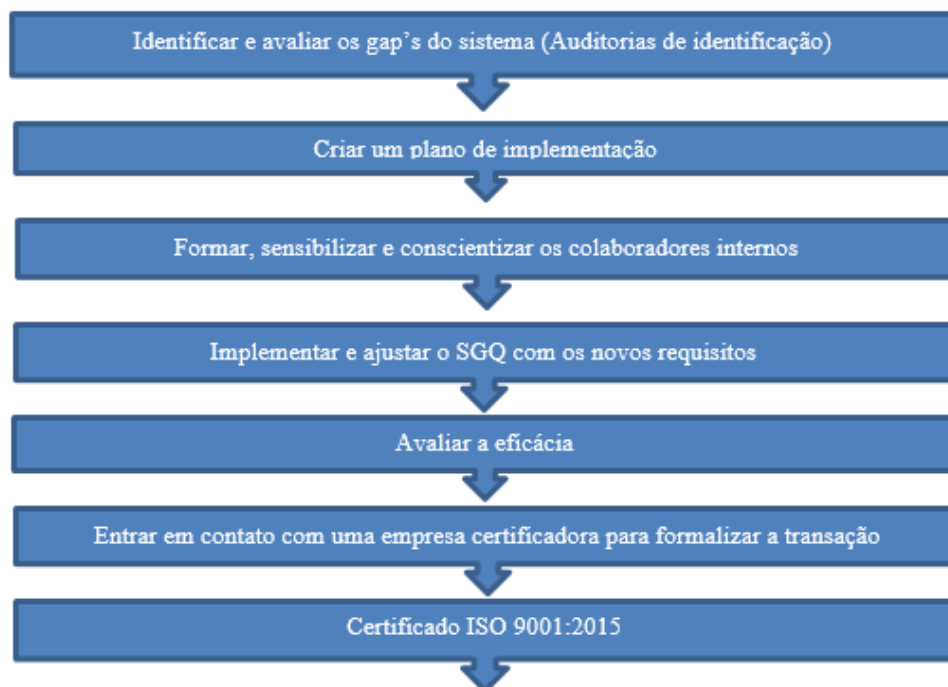 Identificar e avaliar os gap’s do sistema (Auditorias de identificação)
Criar um plano de implementação
Formar, sensibilizar e conscientizar os colaboradores internos
Implementar e ajustar o SGQ com os novos requisitos
Avaliar a eficácia
Entrar em contato com uma empresa certificadora para formalizar a transação
Certificado ISO 9001:2015